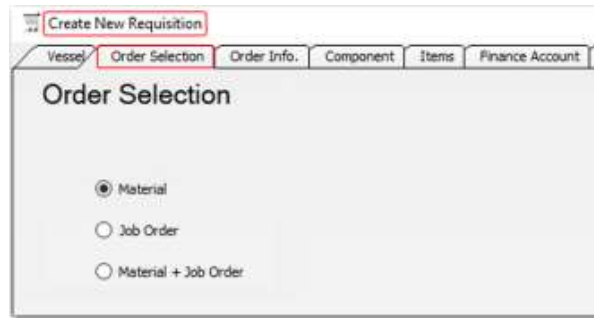 Create New Requisition
Vessel Order Selection Order Info. Component Items Finance Account
Order Selection
Material
Job Order
Material + Job Order